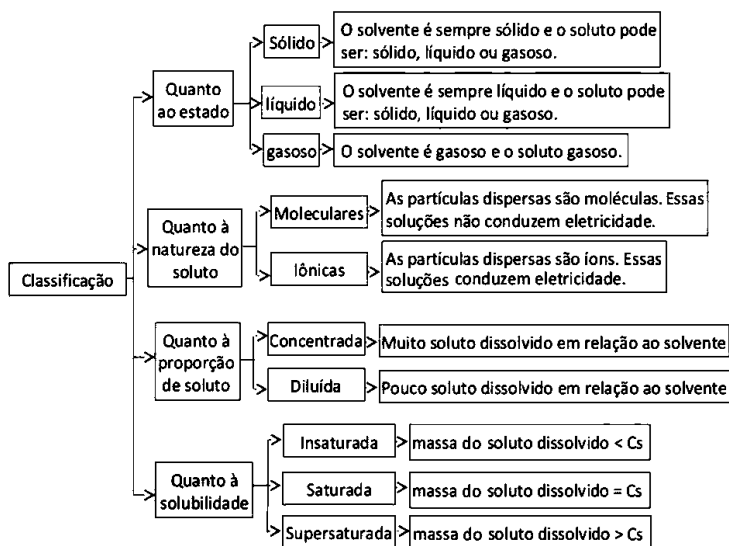 Classificação
Quanto
ao estado
Sólido
O solvente é sempre sólido e o soluto pode
ser: sólido, líquido ou gasoso.
líquido
O solvente é sempre líquido e o soluto pode
ser: sólido, líquido ou gasoso.
gasoso
O solvente é gasoso e o soluto gasoso.
Quanto à
natureza do
soluto
Moleculares
As partículas dispersas são moléculas. Essas
soluções não conduzem eletricidade.
Iônicas
As partículas dispersas são íons. Essas
soluções conduzem eletricidade.
Quanto à
proporção
de soluto
Concentrada
Muito soluto dissolvido em relação ao solvente
Diluída
Pouco soluto dissolvido em relação ao solvente
Quanto à
solubilidade
Insaturada
massa do soluto dissolvido < Cs
Saturada
massa do soluto dissolvido = Cs
Supersaturada
massa do soluto dissolvido > Cs